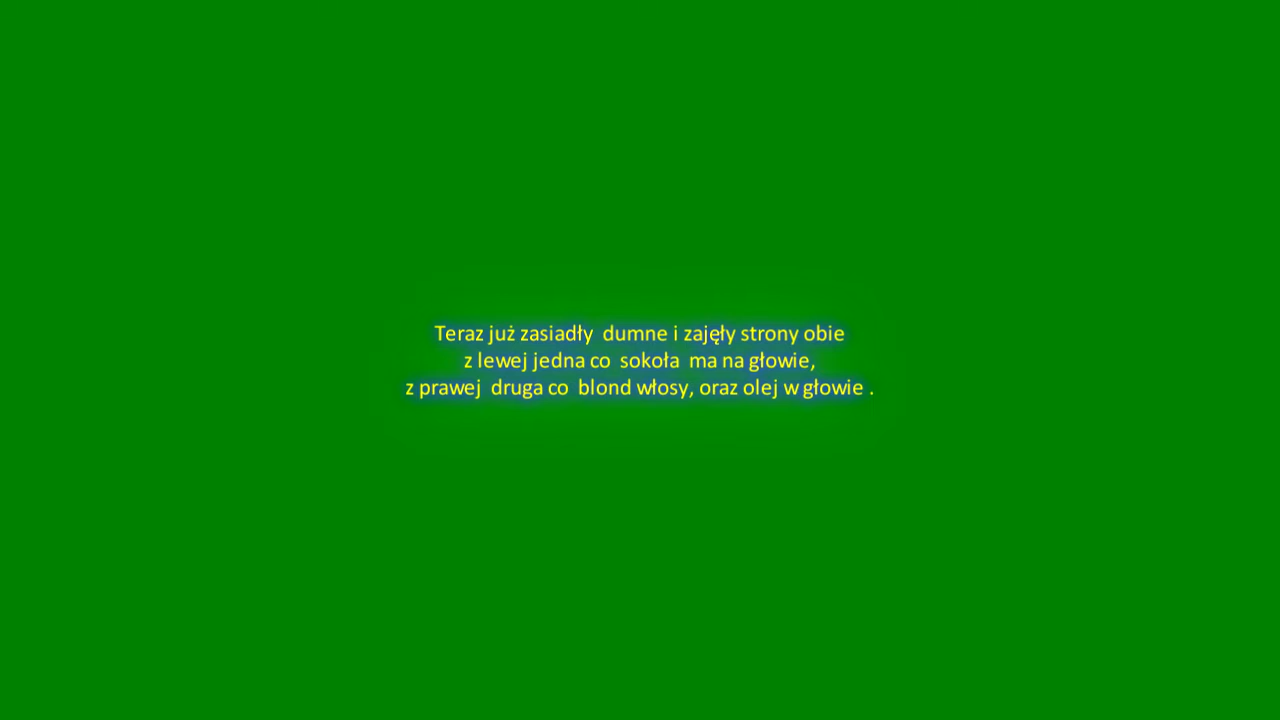 Teraz już zasiadły dumne i zajęły strony obie
z lewej jedna co sokoła ma na głowie,
z prawej druga co blond włosy, oraz olej w głowie .